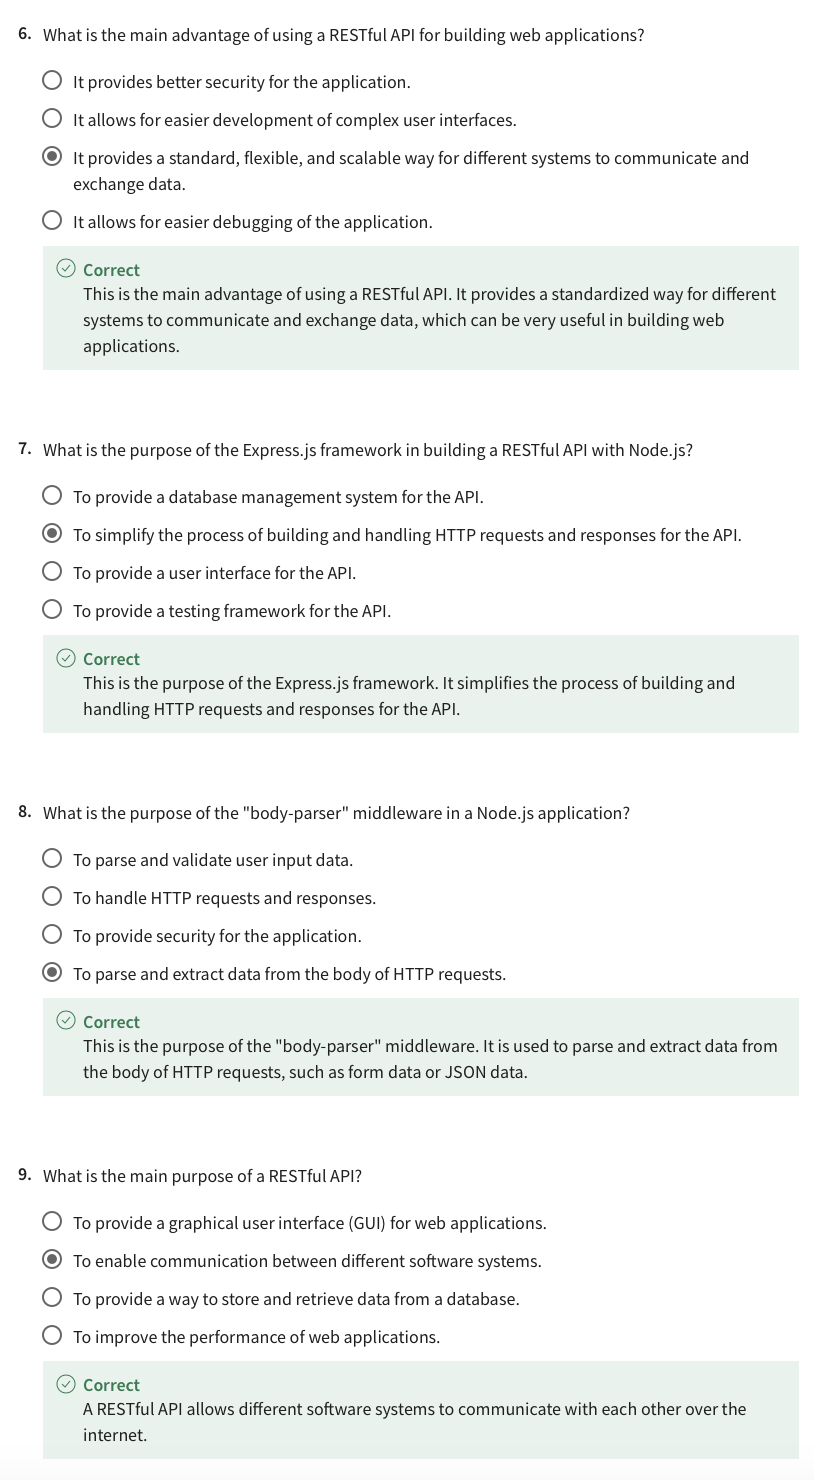 6. What is the main advantage of using a RESTful API for building web applications?
It provides better security for the application.
It allows for easier development of complex user interfaces.
It provides a standard, flexible, and scalable way for different systems to communicate and
exchange data.
It allows for easier debugging of the application.
Correct
This is the main advantage of using a RESTful API. It provides a standardized way for different
systems to communicate and exchange data, which can be very useful in building web
applications.
7. What is the purpose of the Express.js framework in building a RESTful API with Node.js?
To provide a database management system for the API.
To simplify the process of building and handling HTTP requests and responses for the API.
To provide a user interface for the API.
To provide a testing framework for the API.
Correct
This is the purpose of the Express.js framework. It simplifies the process of building and
handling HTTP requests and responses for the API.
8. What is the purpose of the "body-parser" middleware in a Node.js application?
To parse and validate user input data.
To handle HTTP requests and responses.
To provide security for the application.
To parse and extract data from the body of HTTP requests.
Correct
This is the purpose of the "body-parser" middleware. It is used to parse and extract data from
the body of HTTP requests, such as form data or JSON data.
9. What is the main purpose of a RESTful API?
To provide a graphical user interface (GUI) for web applications.
To enable communication between different software systems.
To provide a way to store and retrieve data from a database.
To improve the performance of web applications.
Correct
A RESTful API allows different software systems to communicate with each other over the
internet.